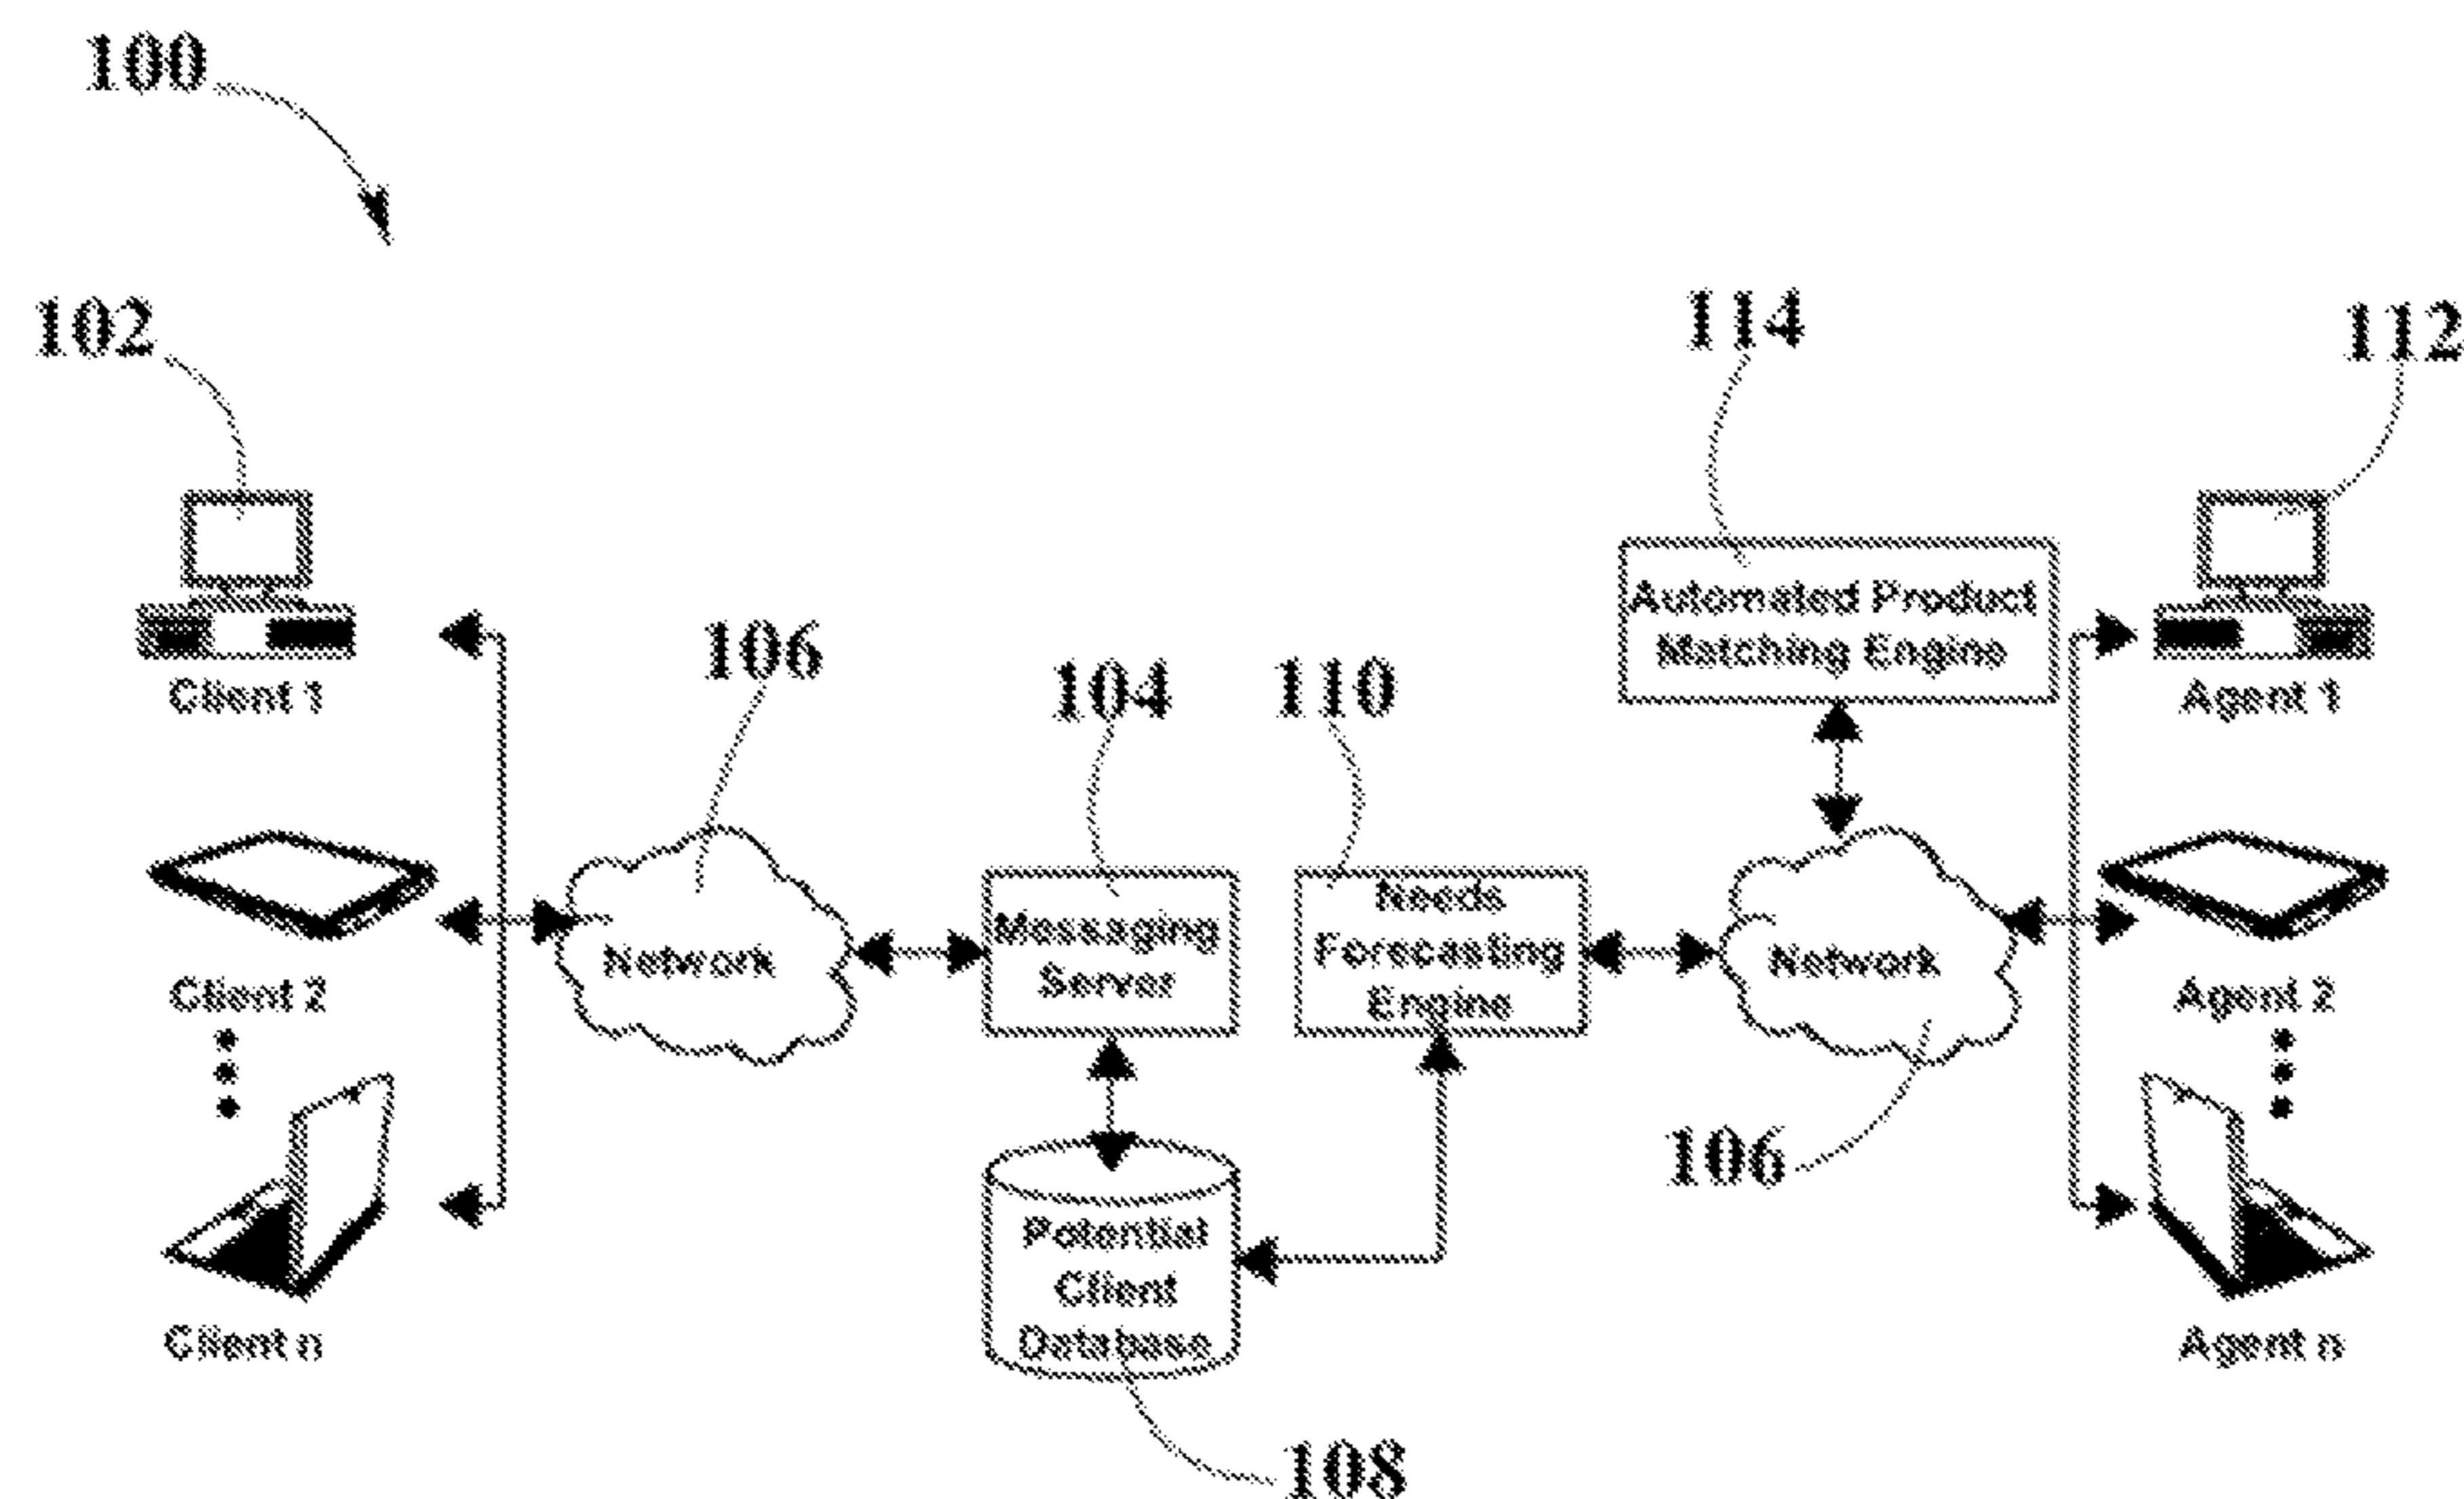 100
102
114
112
106
104
110
Automated Product
Matching Engine
Client 1
Agent 1
Messaging
Server
Needs
Forecasting
Engine
Network
Network
Client 2
Agent 2
106
Potential
Client
Database
Client n
Agent n
108